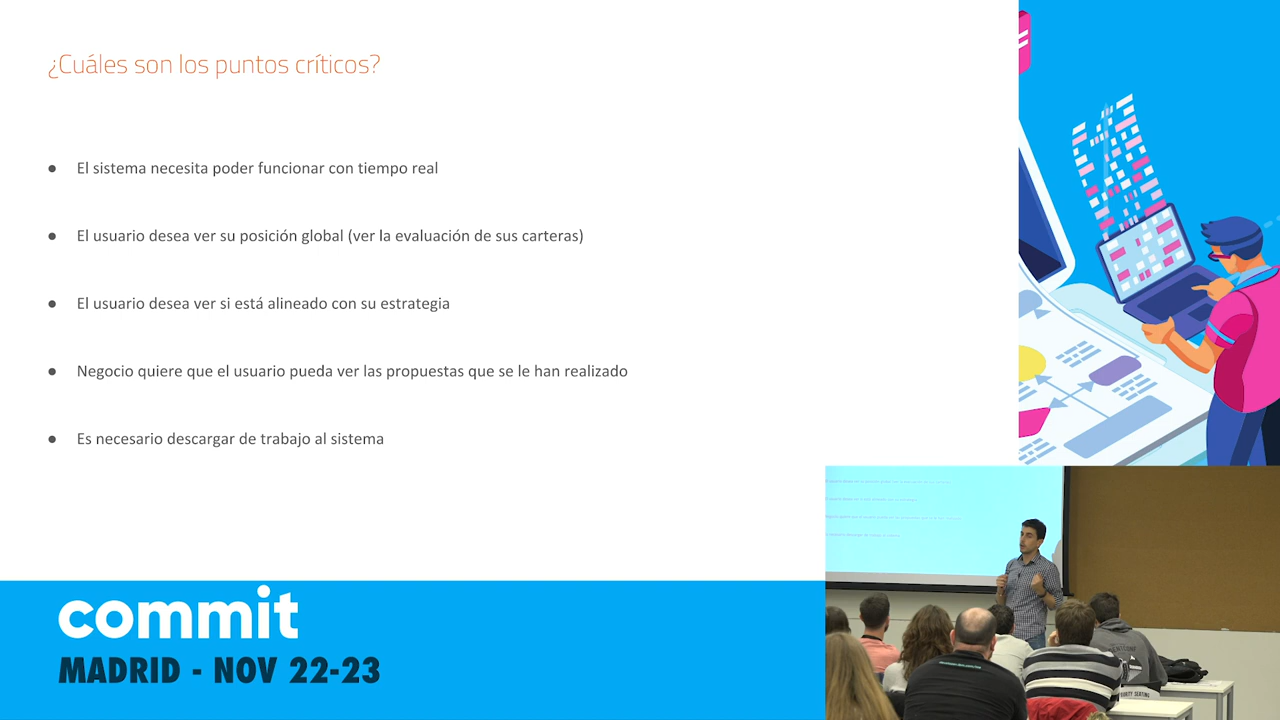 ¿Cuáles son los puntos críticos?
● El sistema necesita poder funcionar con tiempo real
● El usuario desea ver su posición global (ver la evaluación de sus carteras)
● El usuario desea ver si está alineado con su estrategia
● Negocio quiere que el usuario pueda ver las propuestas que se le han realizado
● Es necesario descargar de trabajo al sistema
commit
MADRID - NOV 22-23